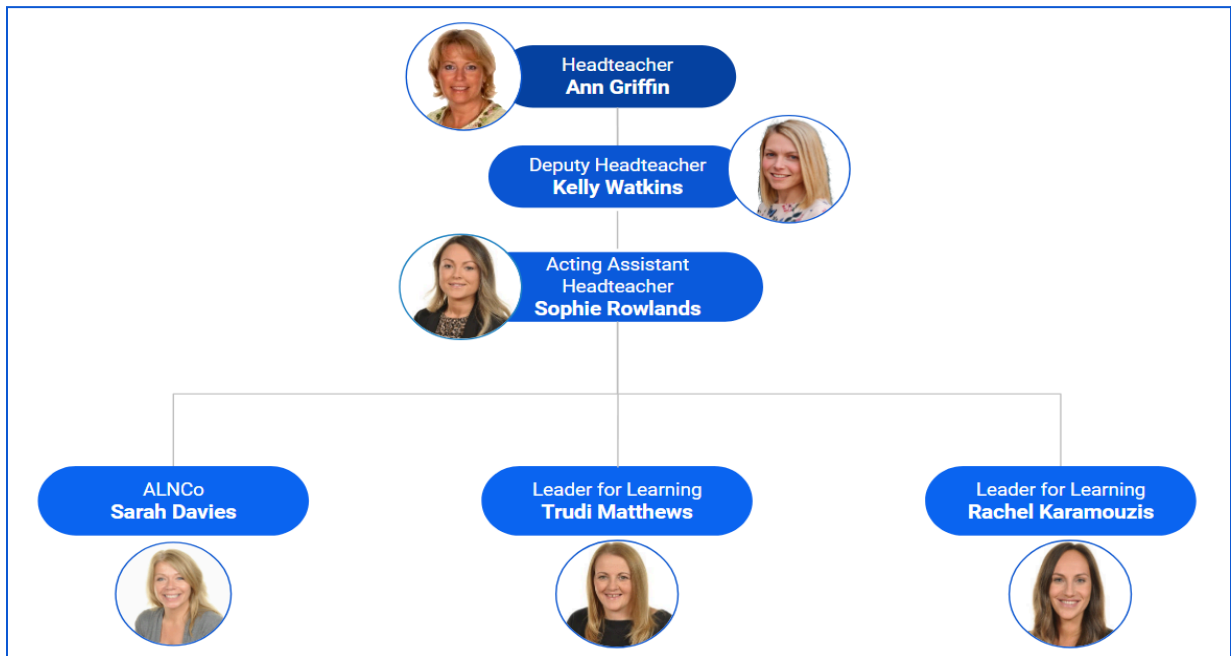 Headteacher
Ann Griffin
Deputy Headteacher
Kelly Watkins
Acting Assistant
Headteacher
Sophie Rowlands
ALNCo
Sarah Davies
Leader for Learning
Trudi Matthews
Leader for Learning
Rachel Karamouzis